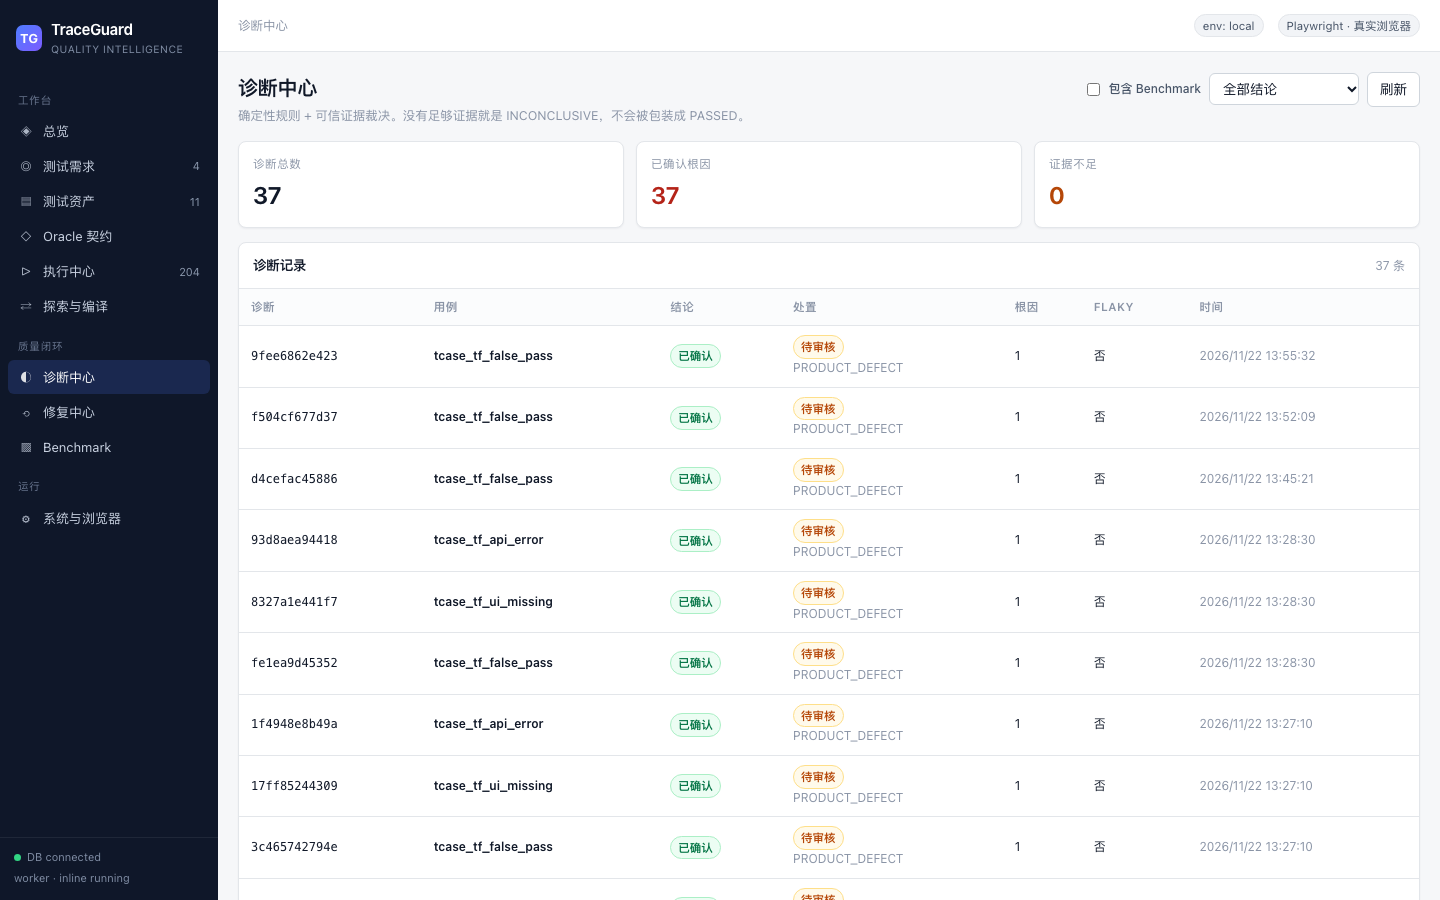 TG
TraceGuard
QUALITY INTELLIGENCE
工作台
总览
测试需求 4
测试资产 11
Oracle 契约
执行中心 204
探索与编译
质量闭环
诊断中心
修复中心
Benchmark
运行
系统与浏览器
DB connected
worker · inline running
诊断中心
env: local
Playwright · 真实浏览器
诊断中心
包含 Benchmark
全部结论
刷新
确定性规则 + 可信证据裁决。没有足够证据就是 INCONCLUSIVE，不会被包装成 PASSED。
诊断总数
37
已确认根因
37
证据不足
0
诊断记录
37 条
诊断 用例 结论 处置 根因 FLAKY 时间
9fee6862e423 tcase_tf_false_pass 已确认 待审核 PRODUCT_DEFECT 1 否 2026/11/22 13:55:32
f504cf677d37 tcase_tf_false_pass 已确认 待审核 PRODUCT_DEFECT 1 否 2026/11/22 13:52:09
d4cefac45886 tcase_tf_false_pass 已确认 待审核 PRODUCT_DEFECT 1 否 2026/11/22 13:45:21
93d8aea94418 tcase_tf_api_error 已确认 待审核 PRODUCT_DEFECT 1 否 2026/11/22 13:28:30
8327a1e441f7 tcase_tf_ui_missing 已确认 待审核 PRODUCT_DEFECT 1 否 2026/11/22 13:28:30
fe1ea9d45352 tcase_tf_false_pass 已确认 待审核 PRODUCT_DEFECT 1 否 2026/11/22 13:28:30
1f4948e8b49a tcase_tf_api_error 已确认 待审核 PRODUCT_DEFECT 1 否 2026/11/22 13:27:10
17ff85244309 tcase_tf_ui_missing 已确认 待审核 PRODUCT_DEFECT 1 否 2026/11/22 13:27:10
3c465742794e tcase_tf_false_pass 已确认 待审核 PRODUCT_DEFECT 1 否 2026/11/22 13:27:10
待审核